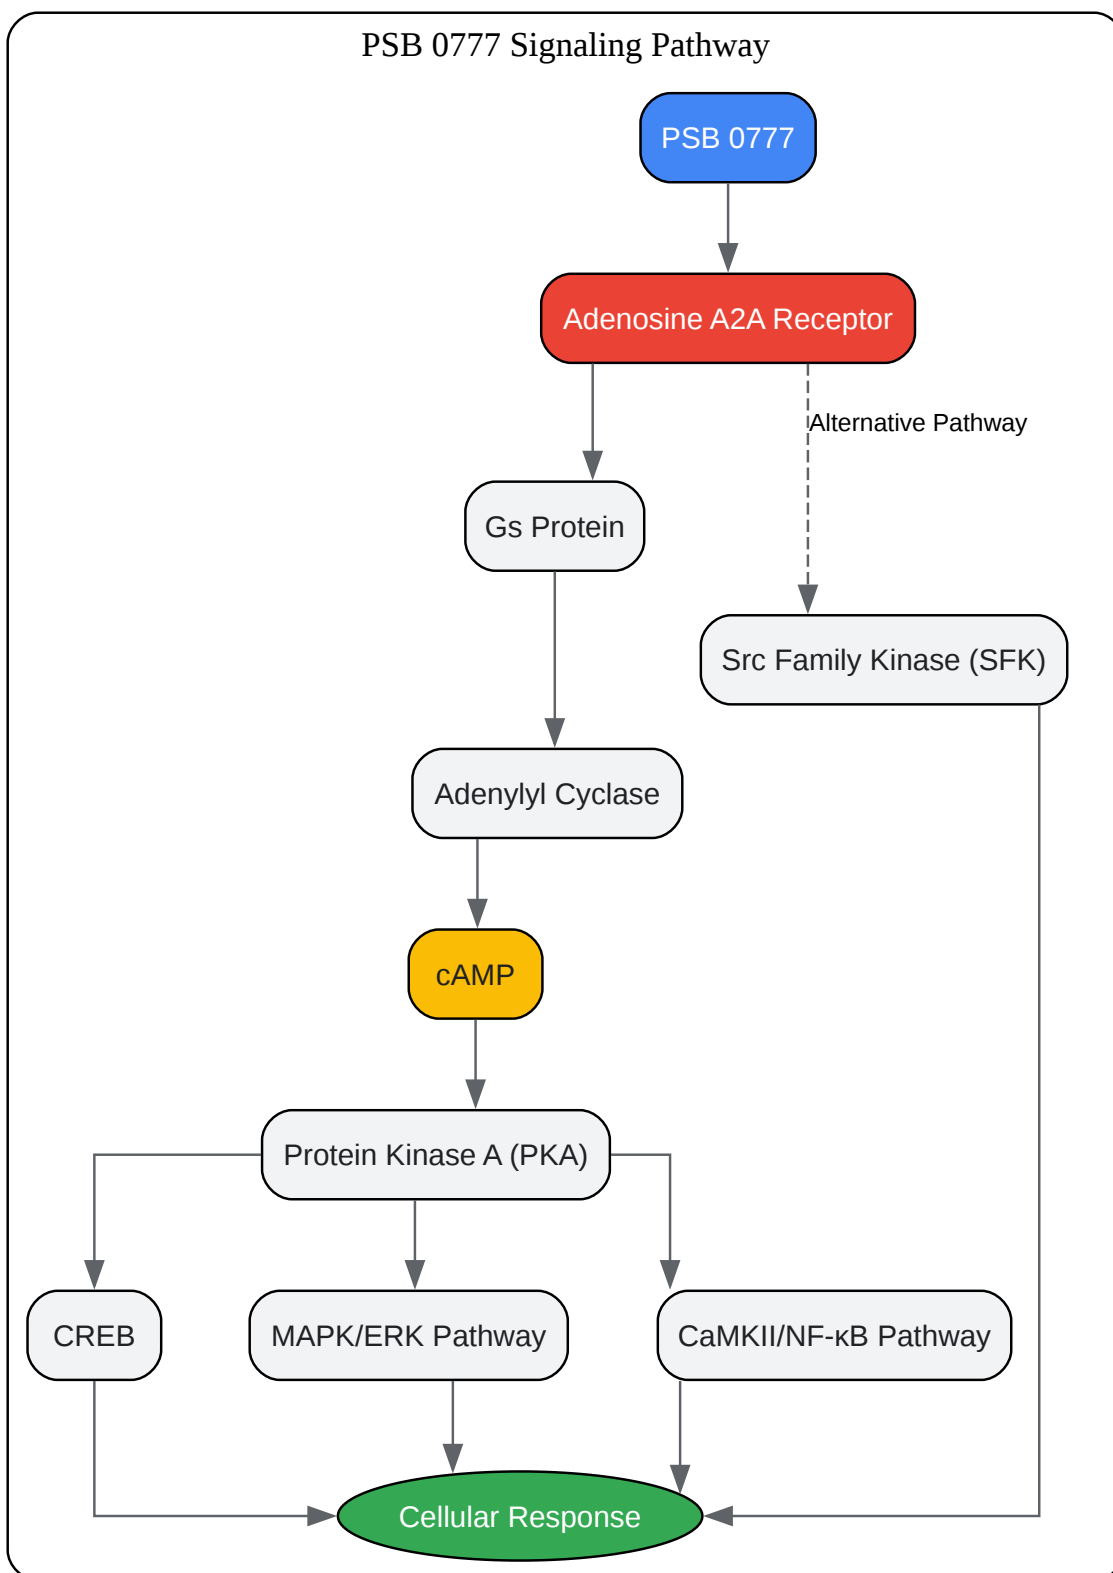 PSB 0777 Signaling Pathway
PSB 0777
Adenosine A2A Receptor
Alternative Pathway
Gs Protein
Src Family Kinase (SFK)
Adenylyl Cyclase
cAMP
Protein Kinase A (PKA)
CREB
MAPK/ERK Pathway
CaMKII/NF-κB Pathway
Cellular Response